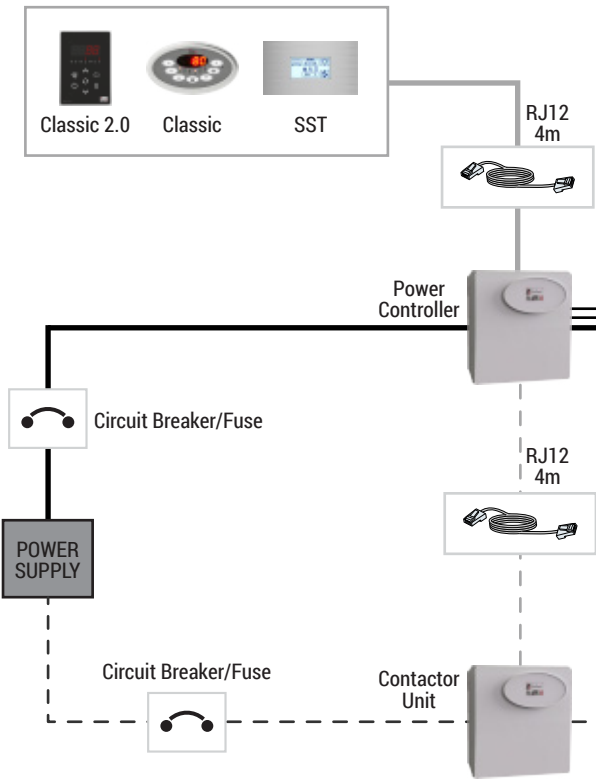 Classic 2.0
Classic
SST
RJ12
4m
Power
Controller
Circuit Breaker/Fuse
RJ12
4m
POWER
SUPPLY
Circuit Breaker/Fuse
Contactor
Unit